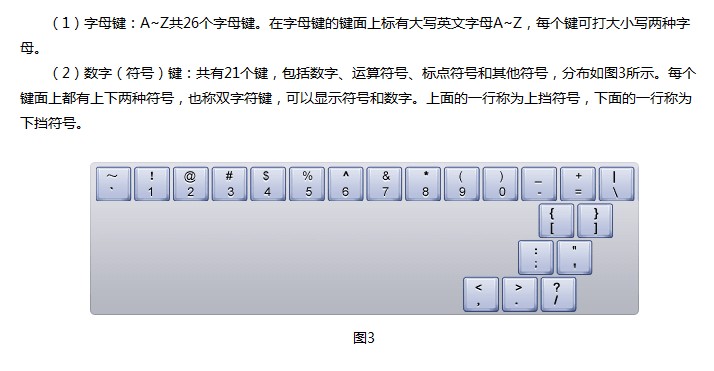 （1）字母键：A~Z共26个字母键。在字母键的键面上标有大写英文字母A~Z，每个键可打大小写两种字
母。
（2）数字（符号）键：共有21个键，包括数字、运算符号、标点符号和其他符号，分布如图3所示。每个
键面上都有上下两种符号，也称双字符键，可以显示符号和数字。上面的一行称为上挡符号，下面的一行称为
下挡符号。
~ ! @ # $ % ^ & * ( ) _ + |
` 1 2 3 4 5 6 7 8 9 0 - = \
{ }
[ ]
: "
; '
< > ?
, . /
图3